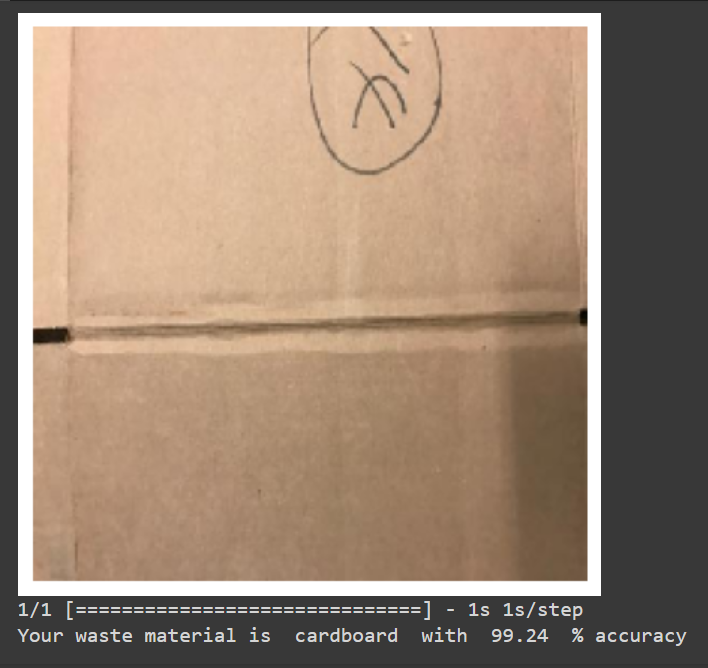 1/1 [==============================] - 1s 1s/step
Your waste material is  cardboard  with  99.24  % accuracy